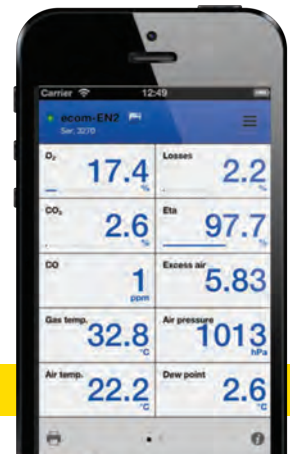 Carrier 12:49
ecom-EN2
Ser. 3270
O₂ 17.4 %
Losses 2.2 %
CO₂ 2.6 %
Eta 97.7 %
CO 1 ppm
Excess air 5.83
Gas temp. 32.8 °C
Air pressure 1013 hPa
Air temp. 22.2 °C
Dew point 2.6 °C